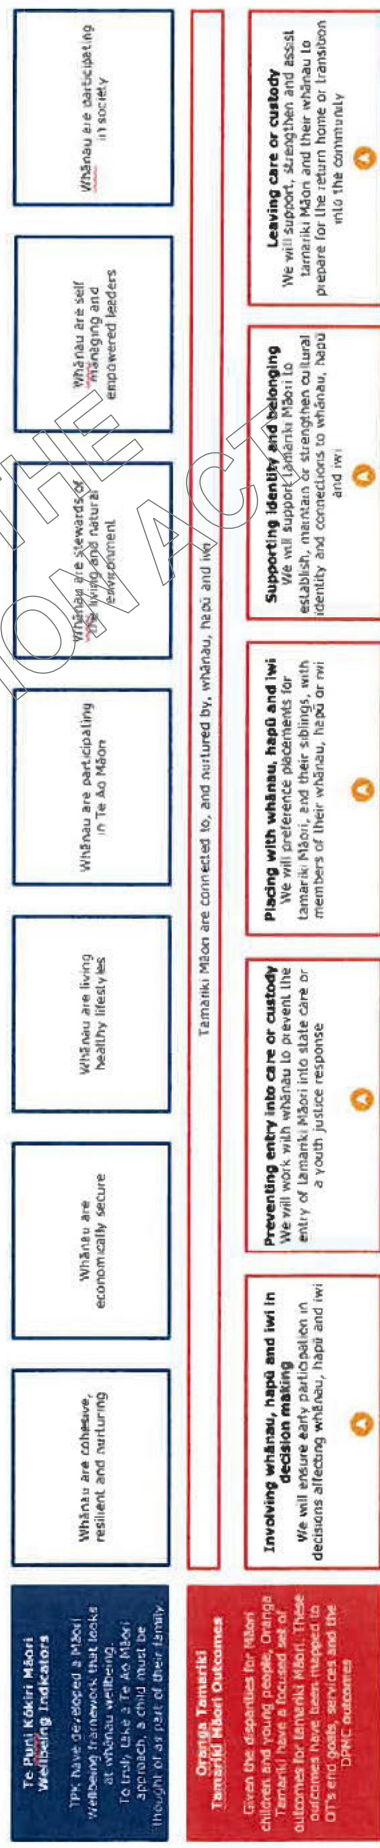 Te Puni Kōkiri Māori
Wellbeing Indicators
TPK have developed a Māori
Wellbeing framework that looks
at whānau wellbeing.
To truly take a Te Ao Māori
approach, a child must be
thought of as part of their family.
Whānau are cohesive,
resilient and nurturing
Whānau are
economically secure
Whānau are living
healthy lifestyles
Whānau are participating
in Te Ao Māori
Whānau are stewards of
the living and natural
environment
Whānau are self
managing and
empowered leaders
Whānau are participating
in society
Oranga Tamariki
Tamariki Māori Outcomes
Given the disparities for Māori
children and young people, Oranga
Tamariki have a focused set of
outcomes for tamariki Māori. These
outcomes have been mapped to
OT's end goals, services and the
DPMC outcomes
Tamariki Māori are connected to, and nurtured by, whānau, hapū and iwi
Involving whānau, hapū and iwi in
decision making
We will ensure early participation in
decisions affecting whānau, hapū and iwi
Preventing entry into care or custody
We will work with whānau to prevent the
entry of tamariki Māori into state care or
a youth justice response
Placing with whānau, hapū and iwi
We will preference placements for
tamariki Māori, and their siblings, with
members of their whānau, hapū or iwi
Supporting identity and belonging
We will support tamariki Māori to
establish, maintain or strengthen cultural
identity and connections to whānau, hapū
and iwi
Leaving care or custody
We will support, strengthen and assist
tamariki Māori and their whānau to
prepare for the return home or transition
into the community
THE
ION ACT